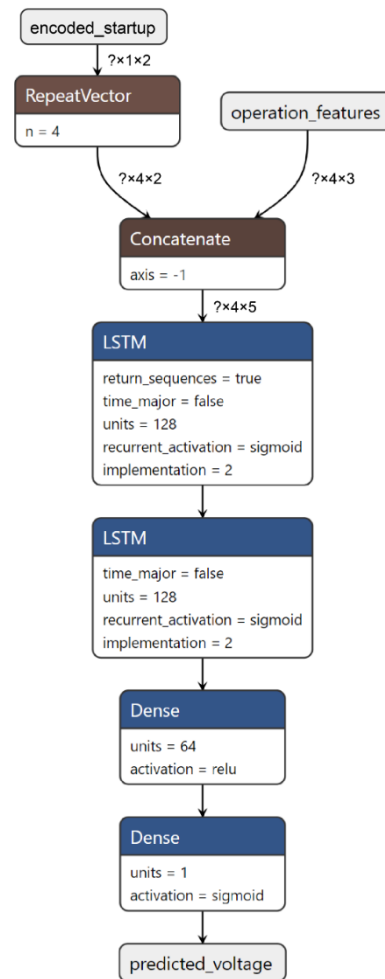 encoded_startup
?×1×2
RepeatVector
n = 4
operation_features
?×4×2
?×4×3
Concatenate
axis = -1
?×4×5
LSTM
return_sequences = true
time_major = false
units = 128
recurrent_activation = sigmoid
implementation = 2
LSTM
time_major = false
units = 128
recurrent_activation = sigmoid
implementation = 2
Dense
units = 64
activation = relu
Dense
units = 1
activation = sigmoid
predicted_voltage